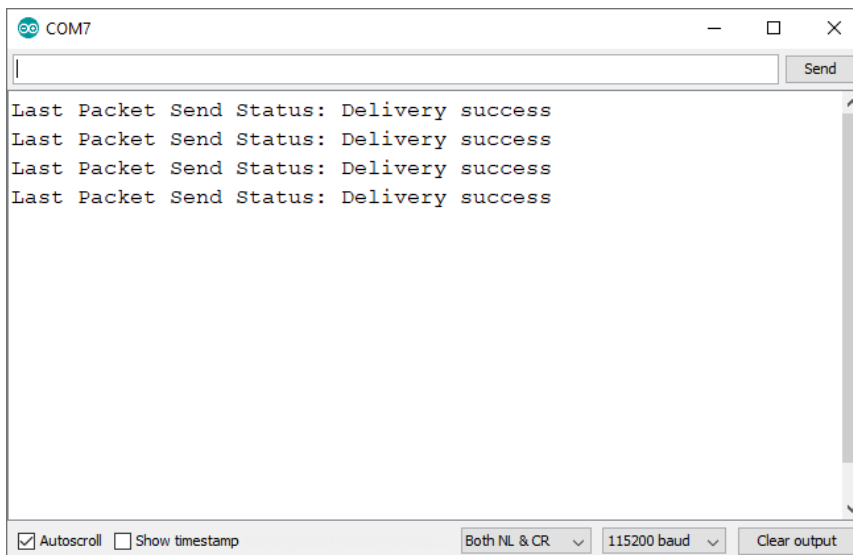 COM7
Send
Last Packet Send Status: Delivery success
Last Packet Send Status: Delivery success
Last Packet Send Status: Delivery success
Last Packet Send Status: Delivery success
Autoscroll Show timestamp Both NL & CR 115200 baud Clear output